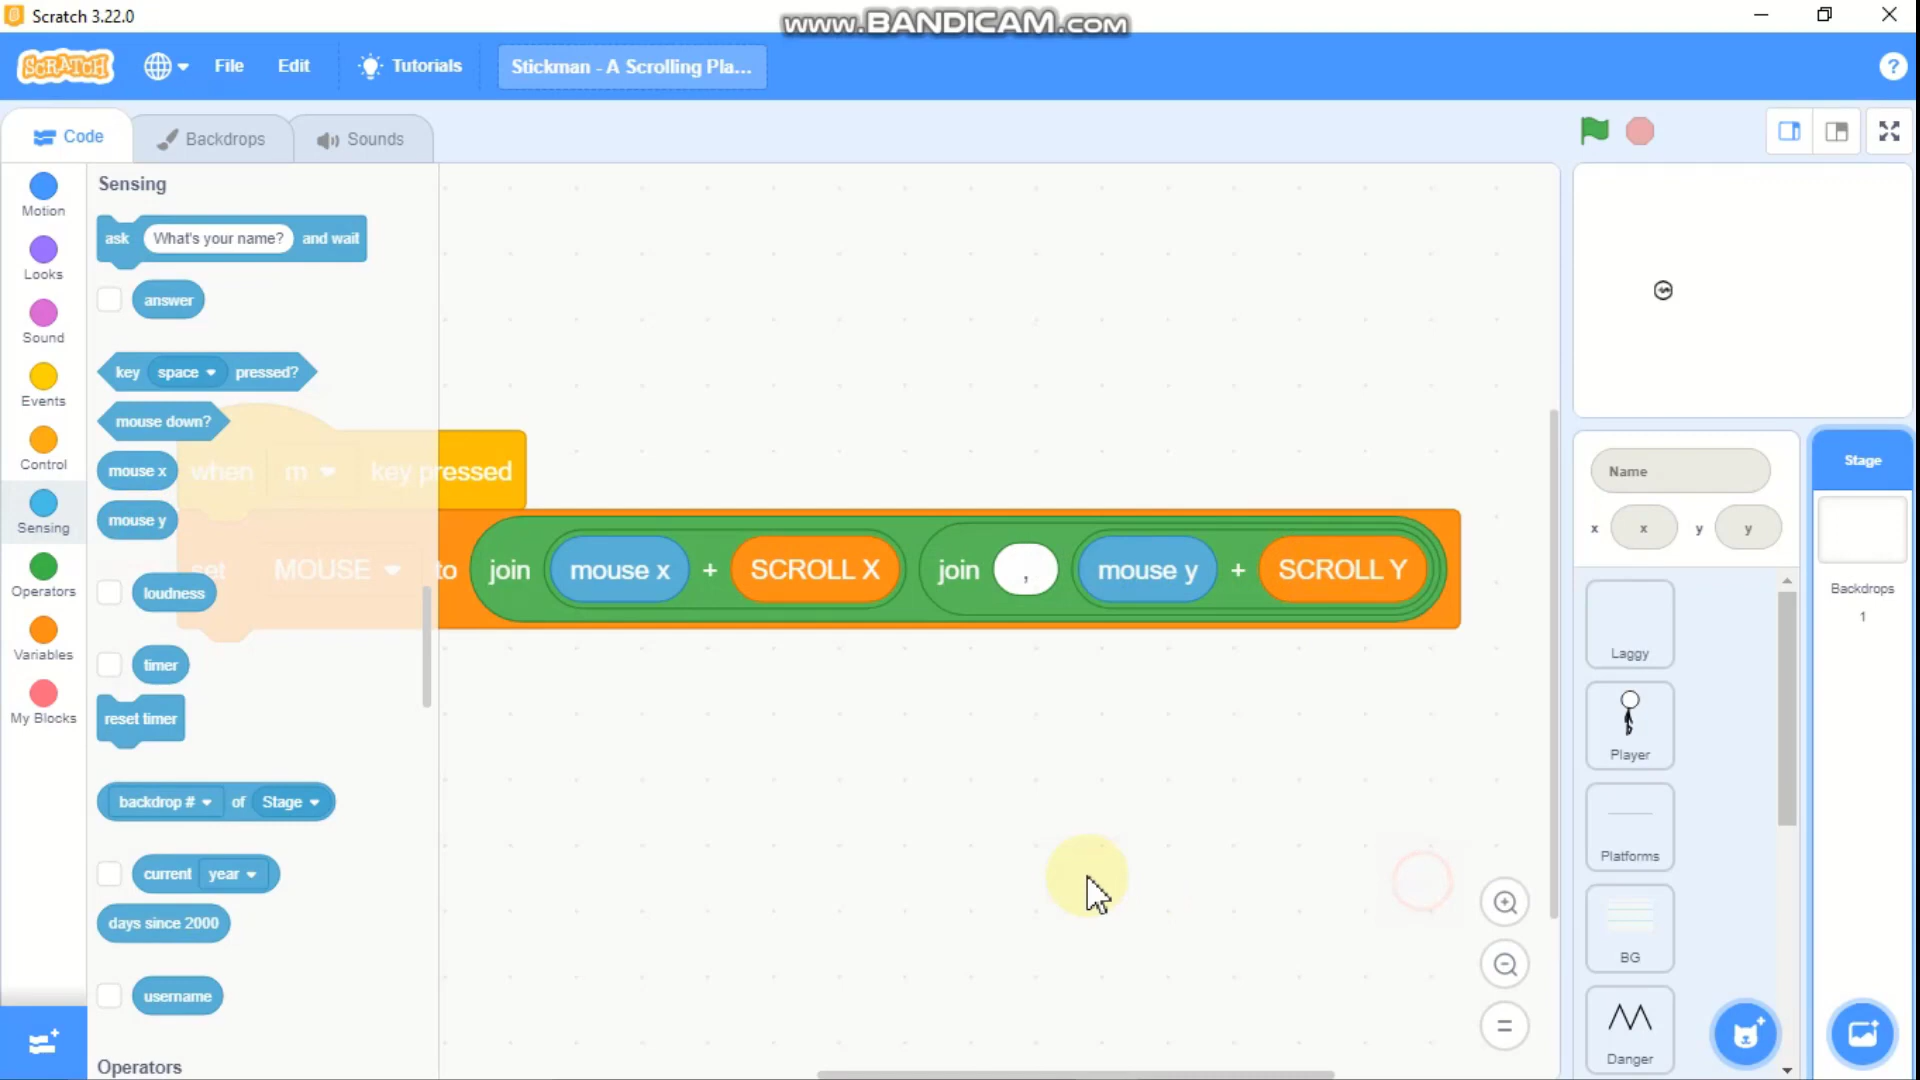 Scratch 3.22.0
www.BANDICAM.com
SCRATCH
File
Edit
Tutorials
Stickman - A Scrolling Pla...
?
Code
Backdrops
Sounds
Motion
Looks
Sound
Events
Control
Sensing
Operators
Variables
My Blocks
Sensing
ask What's your name? and wait
answer
key space pressed?
mouse down?
mouse x
mouse y
loudness
timer
reset timer
backdrop # of Stage
current year
days since 2000
username
Operators
when m key pressed
set MOUSE to join mouse x + SCROLL X join , mouse y + SCROLL Y
Name
x x y y
Laggy
Player
Platforms
BG
Danger
Stage
Backdrops
1